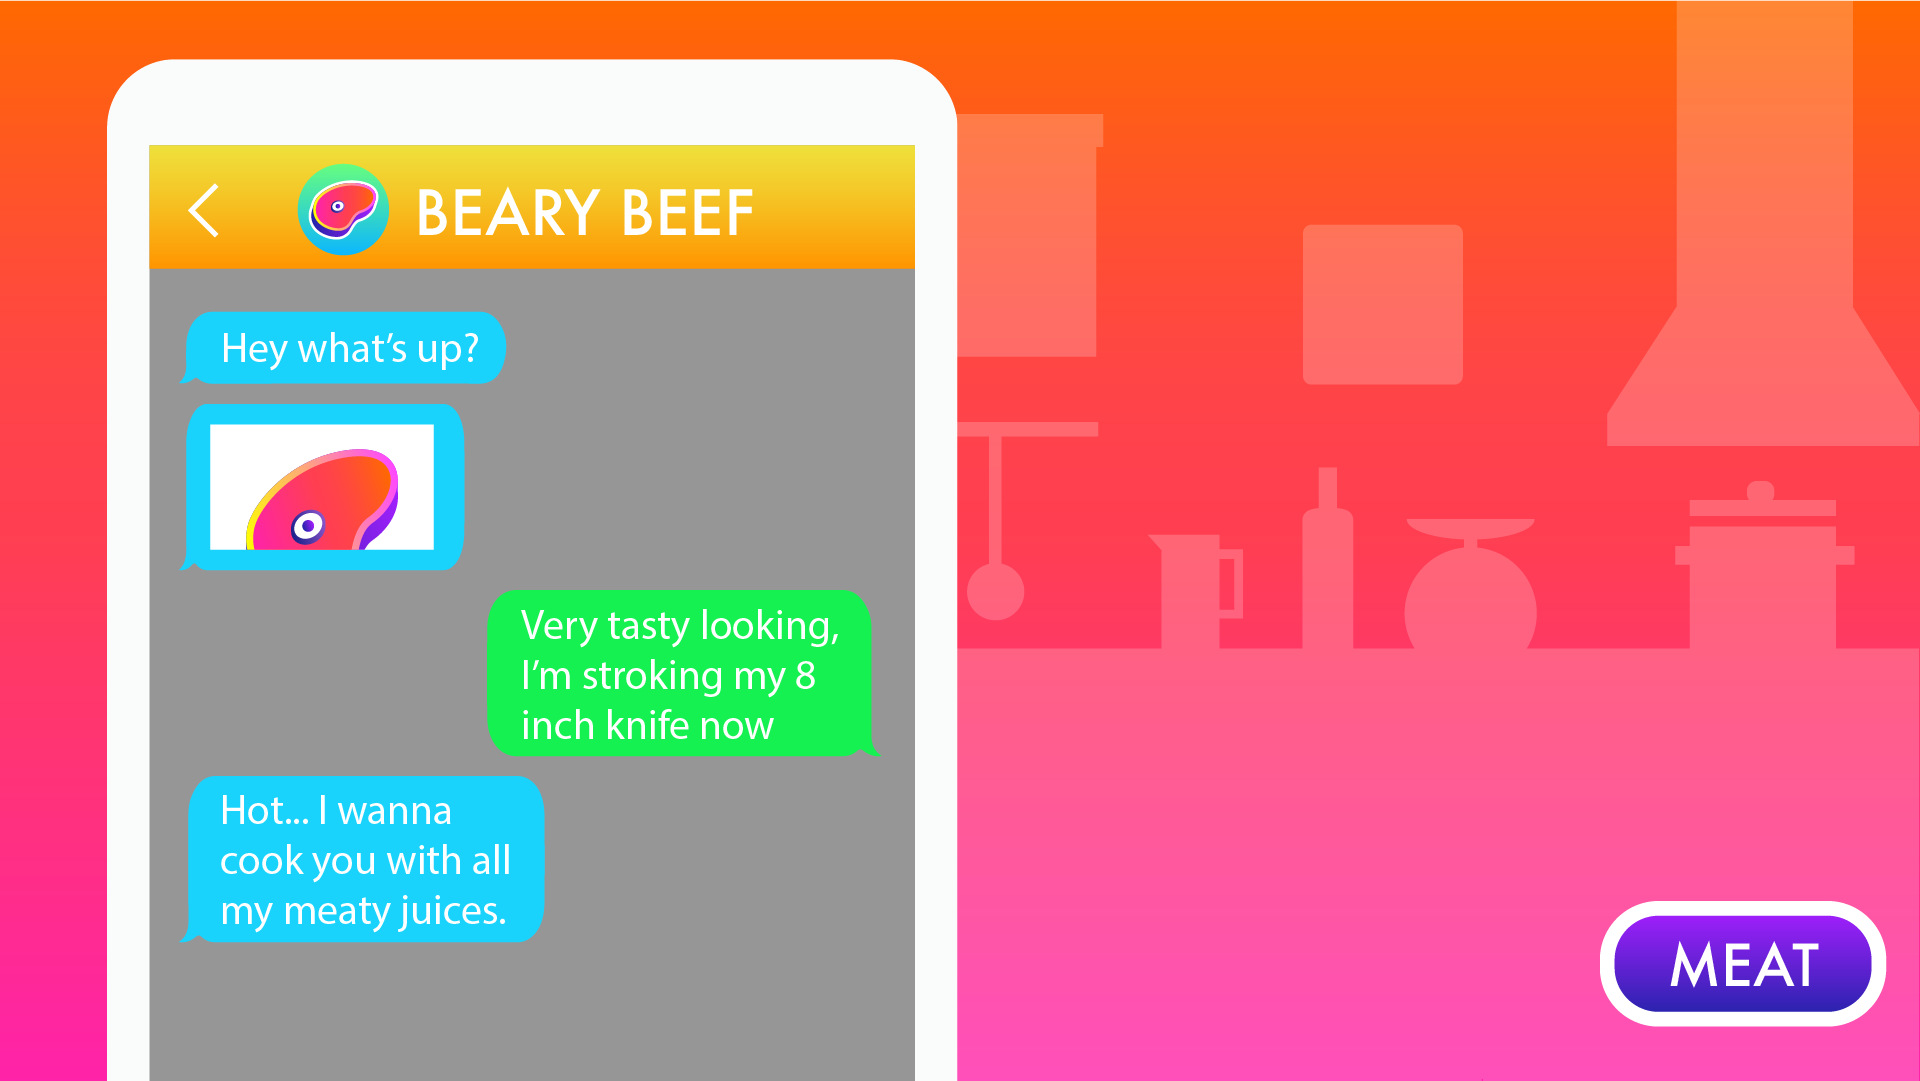 BEARY BEEF
Hey what’s up?
Very tasty looking,
I’m stroking my 8
inch knife now
Hot... I wanna
cook you with all
my meaty juices.
MEAT